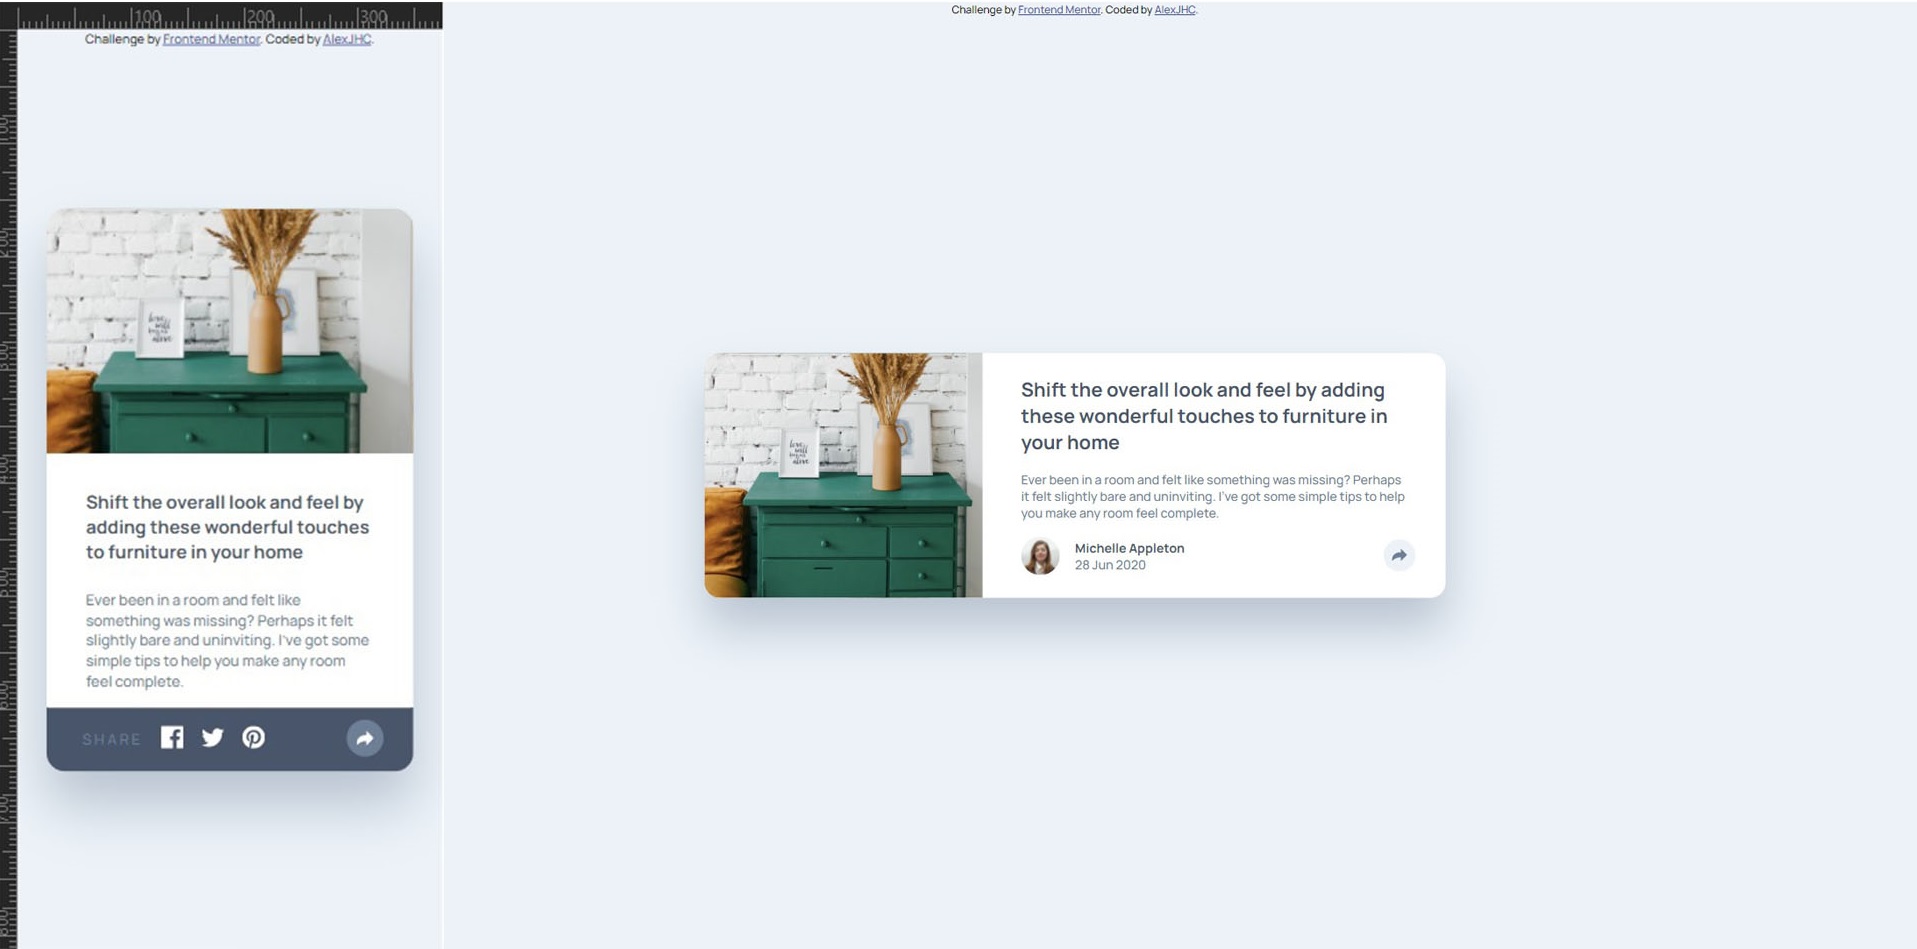 100 200 300
Challenge by Frontend Mentor. Coded by AlexJHC.
Shift the overall look and feel by
adding these wonderful touches
to furniture in your home
Ever been in a room and felt like
something was missing? Perhaps it felt
slightly bare and uninviting. I've got some
simple tips to help you make any room
feel complete.
SHARE
Challenge by Frontend Mentor. Coded by AlexJHC.
Shift the overall look and feel by adding
these wonderful touches to furniture in
your home
Ever been in a room and felt like something was missing? Perhaps
it felt slightly bare and uninviting. I've got some simple tips to help
you make any room feel complete.
Michelle Appleton
28 Jun 2020